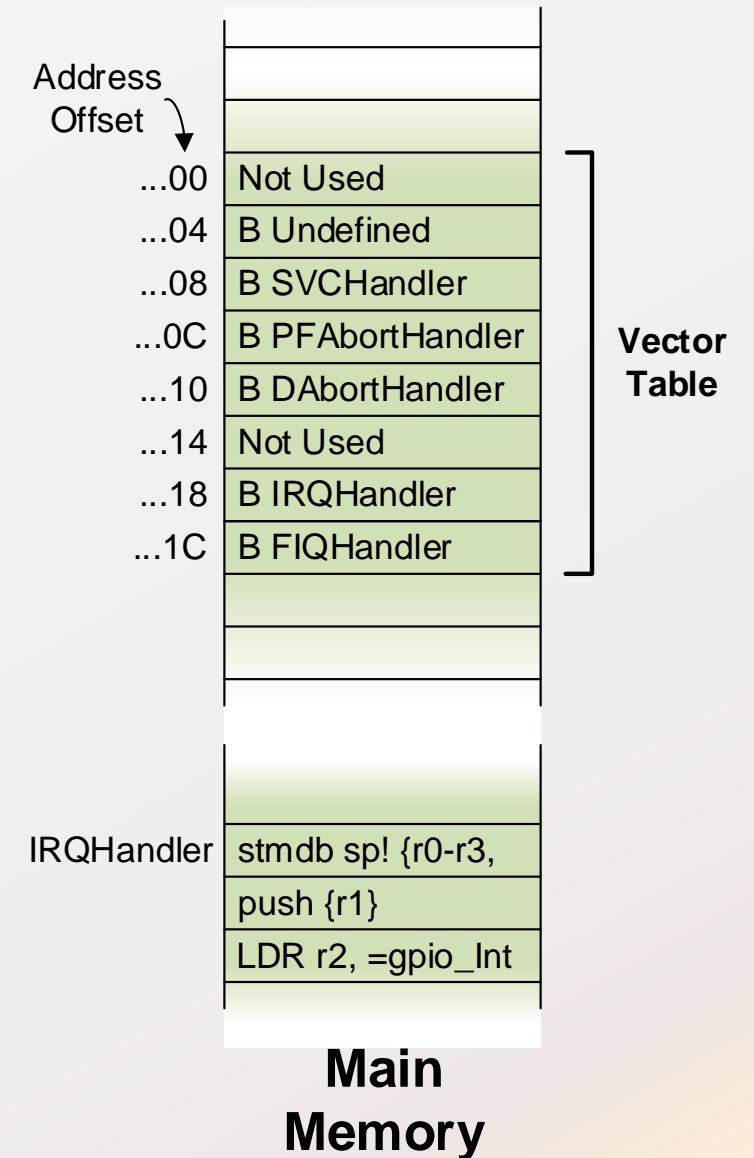 Address
Offset
...00 Not Used
...04 B Undefined
...08 B SVCHandler
...0C B PFAbortHandler
...10 B DAbortHandler
...14 Not Used
...18 B IRQHandler
...1C B FIQHandler
Vector
Table
IRQHandler stmdb sp! {r0-r3,
push {r1}
LDR r2, =gpio_Int
Main
Memory